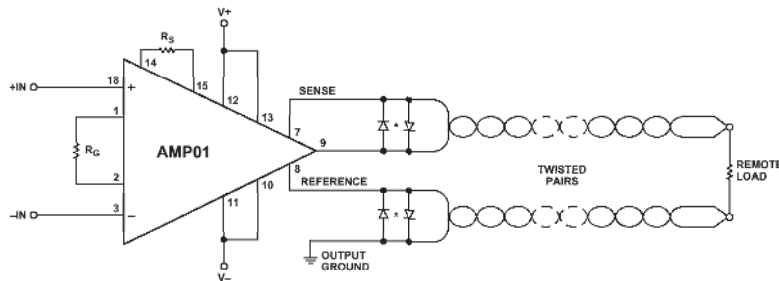 V+
RS
14
15
+IN
18
+
12
13
SENSE
1
7
RG
AMP01
9
*
TWISTED
PAIRS
REMOTE
LOAD
2
8
10
REFERENCE
11
–IN
3
–
*
OUTPUT
GROUND
V–